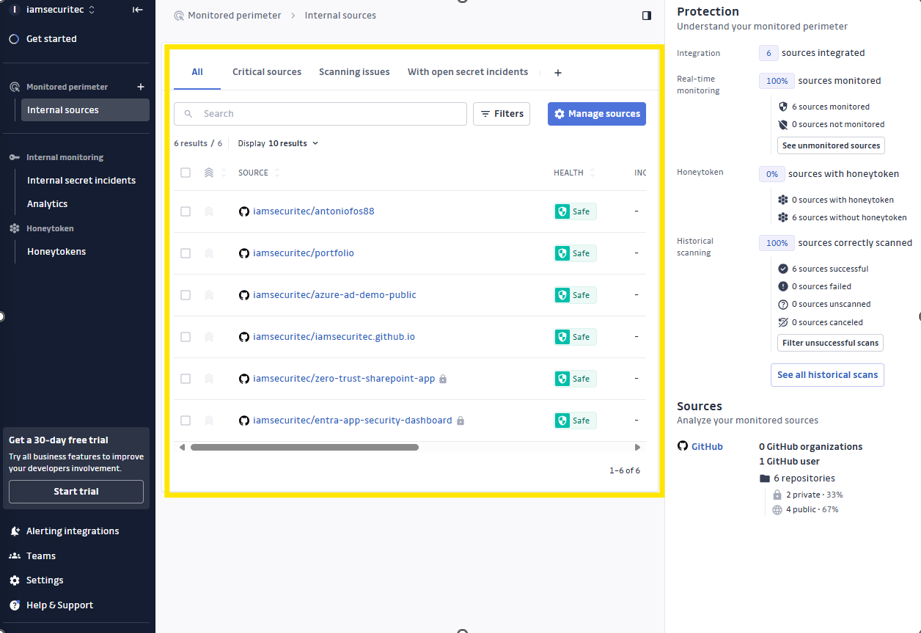 I iamsecuritec
Get started
Monitored perimeter
Internal sources
Internal monitoring
Internal secret incidents
Analytics
Honeytoken
Honeytokens
Get a 30-day free trial
Try all business features to improve
your developers involvement.
Start trial
Alerting integrations
Teams
Settings
Help & Support
Monitored perimeter > Internal sources
All Critical sources Scanning issues With open secret incidents +
Search Filters Manage sources
6 results / 6 Display 10 results
SOURCE HEALTH INC
iamsecuritec/antoniofos88 Safe -
iamsecuritec/portfolio Safe -
iamsecuritec/azure-ad-demo-public Safe -
iamsecuritec/iamsecuritec.github.io Safe -
iamsecuritec/zero-trust-sharepoint-app Safe -
iamsecuritec/entra-app-security-dashboard Safe -
1–6 of 6
Protection
Understand your monitored perimeter
Integration 6 sources integrated
Real-time
monitoring
100% sources monitored
6 sources monitored
0 sources not monitored
See unmonitored sources
Honeytoken 0% sources with honeytoken
0 sources with honeytoken
6 sources without honeytoken
Historical
scanning
100% sources correctly scanned
6 sources successful
0 sources failed
0 sources unscanned
0 sources canceled
Filter unsuccessful scans
See all historical scans
Sources
Analyze your monitored sources
GitHub 0 GitHub organizations
1 GitHub user
6 repositories
2 private · 33%
4 public · 67%